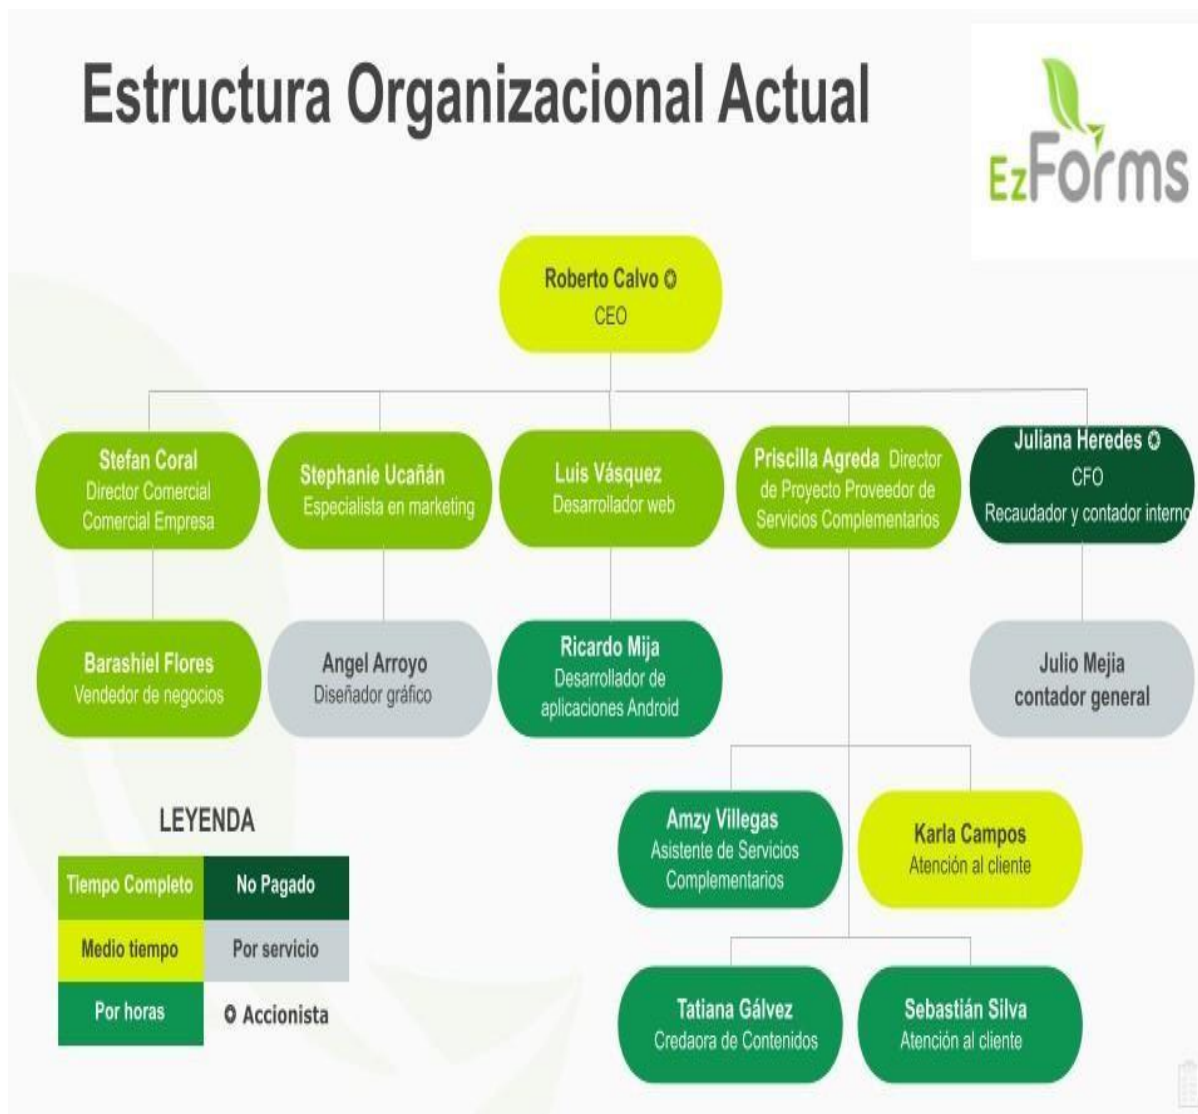 Estructura Organizacional Actual
EzForms
Roberto Calvo
CEO
Stefan Coral
Director Comercial
Comercial Empresa
Stephanie Ucañán
Especialista en marketing
Luis Vásquez
Desarrollador web
Priscilla Agreda Director
de Proyecto Proveedor de
Servicios Complementarios
Juliana Heredes
CFO
Recaudador y contador interno
Barashiel Flores
Vendedor de negocios
Angel Arroyo
Diseñador gráfico
Ricardo Mija
Desarrollador de
aplicaciones Android
Julio Mejia
contador general
Amzy Villegas
Asistente de Servicios
Complementarios
Karla Campos
Atención al cliente
Tatiana Gálvez
Credaora de Contenidos
Sebastián Silva
Atención al cliente
LEYENDA
Tiempo Completo
No Pagado
Medio tiempo
Por servicio
Por horas
Accionista